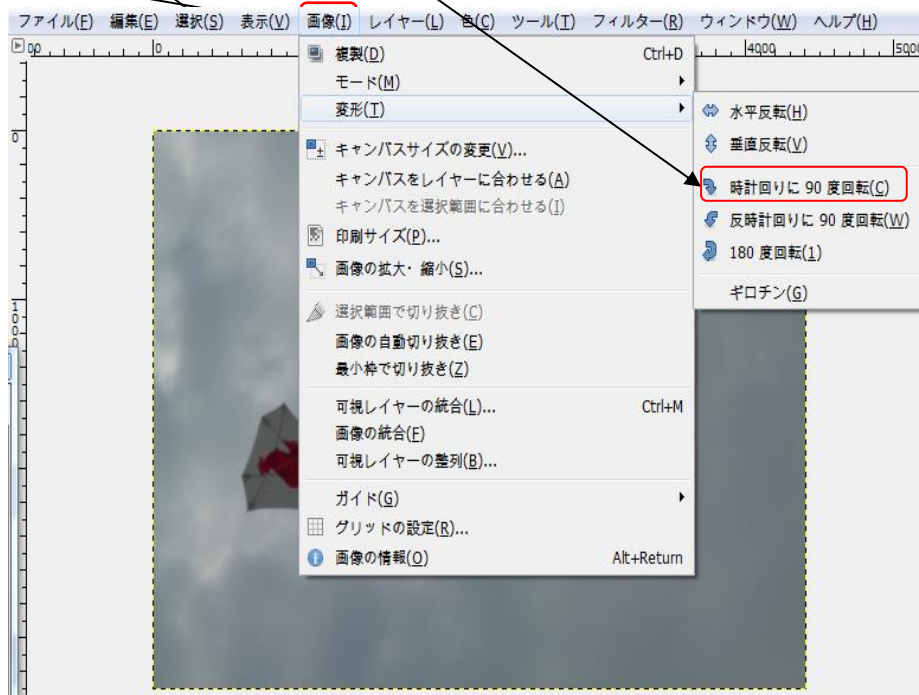 ファイル(F) 編集(E) 選択(S) 表示(V) 画像(I) レイヤー(L) 色(C) ツール(T) フィルター(R) ウィンドウ(W) ヘルプ(H)
0 4000 5000
複製(D) Ctrl+D
モード(M)
変形(T)
水平反転(H)
垂直反転(V)
時計回りに 90 度回転(C)
反時計回りに 90 度回転(W)
180 度回転(1)
ギロチン(G)
キャンバスサイズの変更(V)...
キャンバスをレイヤーに合わせる(A)
キャンバスを選択範囲に合わせる(I)
印刷サイズ(P)...
画像の拡大・縮小(S)...
選択範囲で切り抜き(C)
画像の自動切り抜き(E)
最小枠で切り抜き(Z)
可視レイヤーの統合(L)... Ctrl+M
画像の統合(F)
可視レイヤーの整列(B)...
ガイド(G)
グリッドの設定(R)...
画像の情報(O) Alt+Return
0
1000